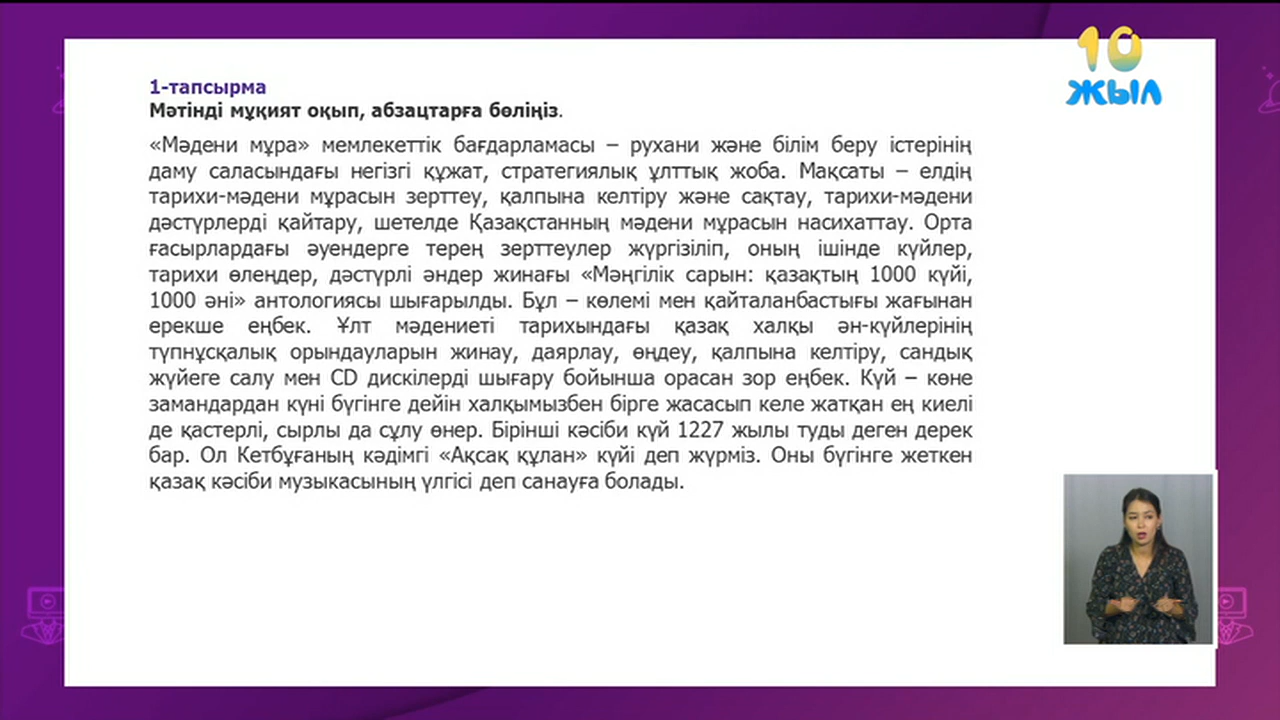 10
ЖЫЛ
1-тапсырма
Мәтінді мұқият оқып, абзацтарға бөліңіз.
«Мәдени мұра» мемлекеттік бағдарламасы – рухани және білім беру істерінің
даму саласындағы негізгі құжат, стратегиялық ұлттық жоба. Мақсаты – елдің
тарихи-мәдени мұрасын зерттеу, қалпына келтіру және сақтау, тарихи-мәдени
дәстүрлерді қайтару, шетелде Қазақстанның мәдени мұрасын насихаттау. Орта
ғасырлардағы әуендерге терең зерттеулер жүргізіліп, оның ішінде күйлер,
тарихи өлеңдер, дәстүрлі әндер жинағы «Мәңгілік сарын: қазақтың 1000 күйі,
1000 әні» антологиясы шығарылды. Бұл – көлемі мен қайталанбастығы жағынан
ерекше еңбек. Ұлт мәдениеті тарихындағы қазақ халқы ән-күйлерінің
түпнұсқалық орындауларын жинау, даярлау, өңдеу, қалпына келтіру, сандық
жүйеге салу мен CD дискілерді шығару бойынша орасан зор еңбек. Күй – көне
замандардан күні бүгінге дейін халқымызбен бірге жасасып келе жатқан ең киелі
де қастерлі, сырлы да сұлу өнер. Бірінші кәсіби күй 1227 жылы туды деген дерек
бар. Ол Кетбұғаның кәдімгі «Ақсақ құлан» күйі деп жүрміз. Оны бүгінге жеткен
қазақ кәсіби музыкасының үлгісі деп санауға болады.